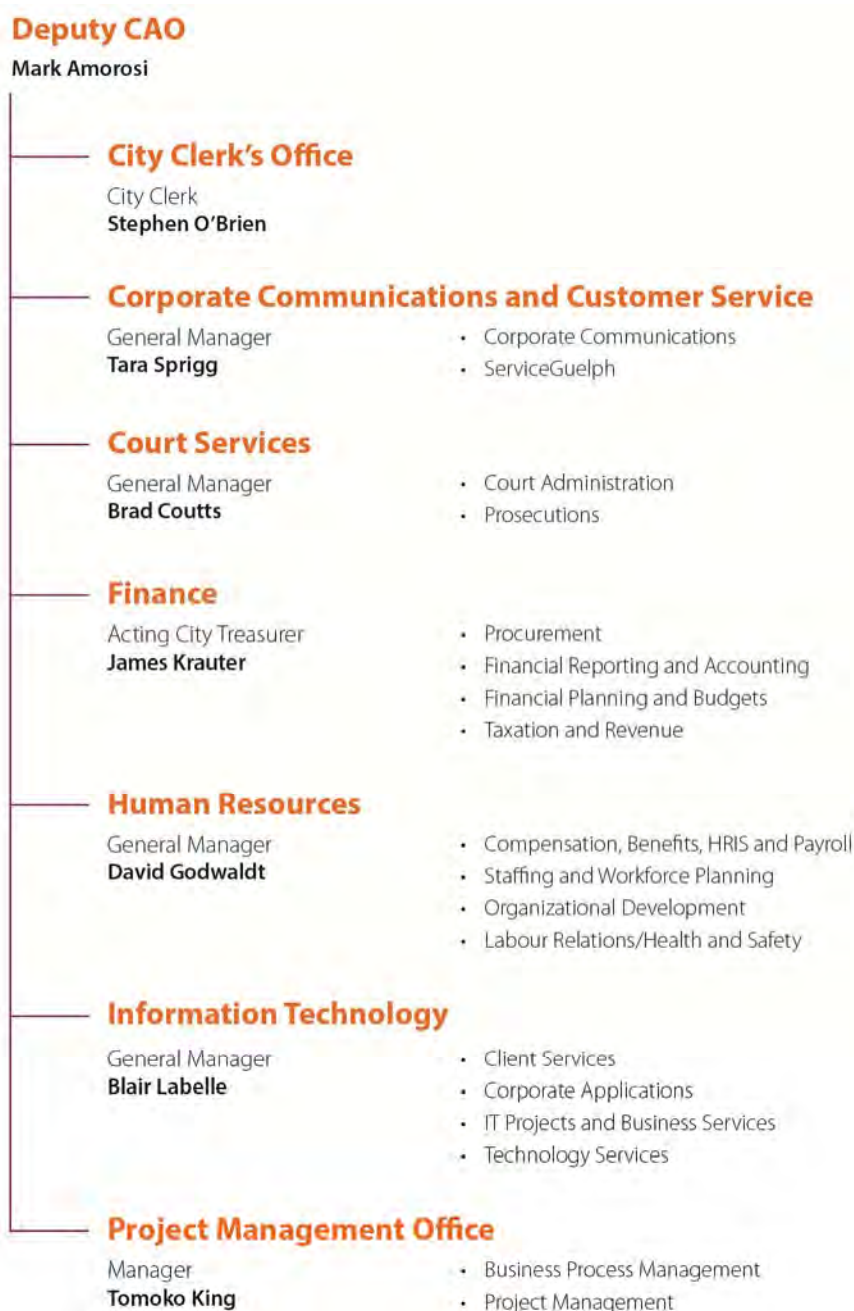 Deputy CAO
Mark Amorosi
City Clerk's Office
City Clerk
Stephen O'Brien
Corporate Communications and Customer Service
General Manager
Tara Sprigg
• Corporate Communications
• ServiceGuelph
Court Services
General Manager
Brad Coutts
• Court Administration
• Prosecutions
Finance
Acting City Treasurer
James Krauter
• Procurement
• Financial Reporting and Accounting
• Financial Planning and Budgets
• Taxation and Revenue
Human Resources
General Manager
David Godwaldt
• Compensation, Benefits, HRIS and Payroll
• Staffing and Workforce Planning
• Organizational Development
• Labour Relations/Health and Safety
Information Technology
General Manager
Blair Labelle
• Client Services
• Corporate Applications
• IT Projects and Business Services
• Technology Services
Project Management Office
Manager
Tomoko King
• Business Process Management
• Project Management